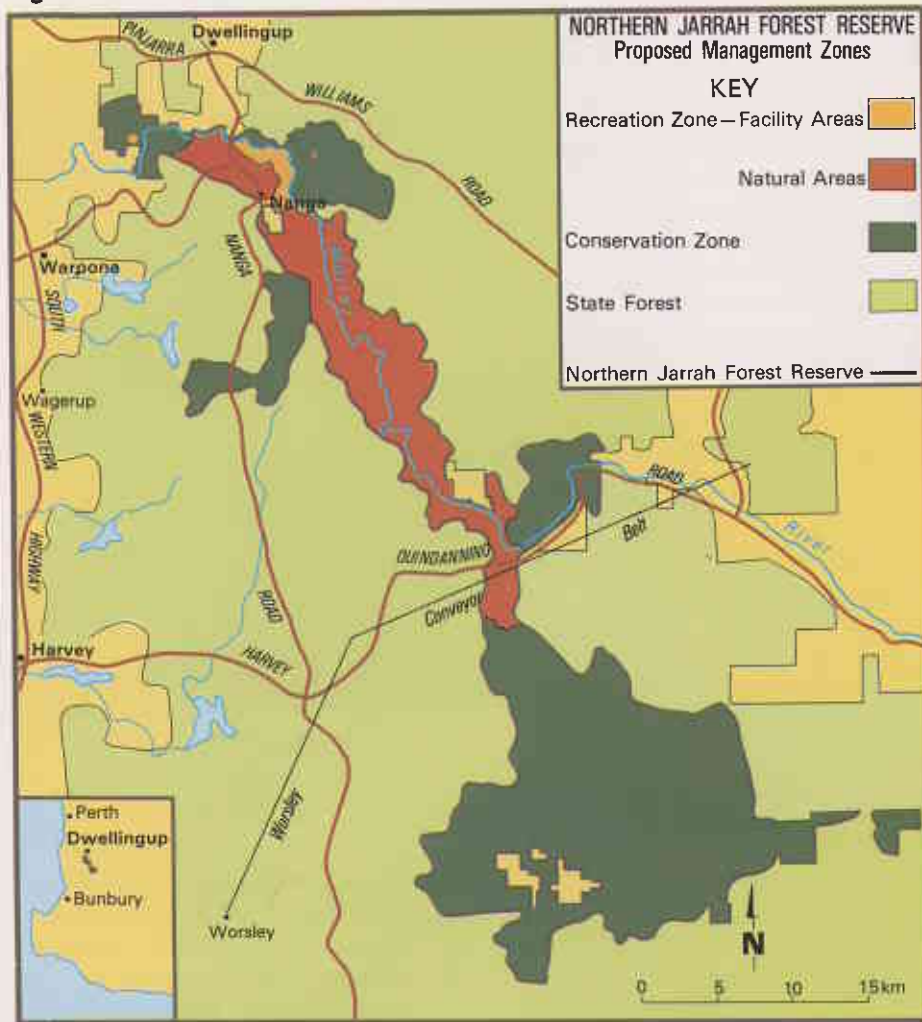 NORTHERN JARRAH FOREST RESERVE
Proposed Management Zones
KEY
Recreation Zone—Facility Areas
Natural Areas
Conservation Zone
State Forest
Northern Jarrah Forest Reserve
PINJARRA
Dwellingup
WILLIAMS
ROAD
Nanga
NANGA
Warpona
SOUTH
Wagerup
WESTERN
HIGHWAY
ROAD
Belt
River
QUINDANNING
Conveyor
ROAD
HARVEY
Harvey
Worsley
Perth
Dwellingup
Bunbury
Worsley
N
0 5 10 15km